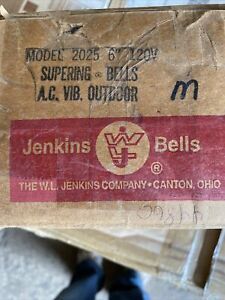 MODEL 2025 6" 120V
SUPERING - BELLS
A.C. VIB. OUTDOOR
m
Jenkins WJ Bells
®
THE W.L. JENKINS COMPANY • CANTON, OHIO